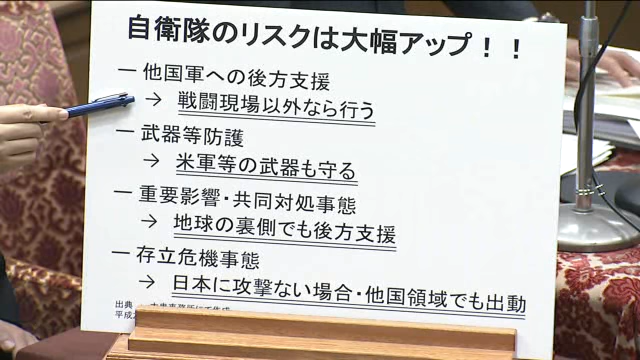 自衛隊のリスクは大幅アップ！！
― 他国軍への後方支援
→ 戦闘現場以外なら行う
― 武器等防護
→ 米軍等の武器も守る
― 重要影響・共同対処事態
→ 地球の裏側でも後方支援
― 存立危機事態
→ 日本に攻撃ない場合・他国領域でも出動
出典
平成